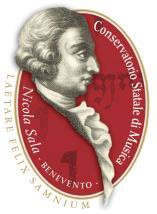 Conservatorio Statale di Musica
Nicola Sala
- BENEVENTO -
LAETARE FELIX SAMNIUM